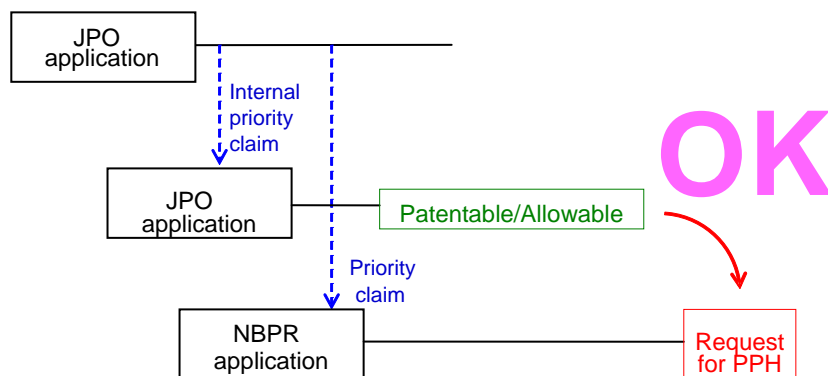 JPO
application
Internal
priority
claim
OK
JPO
application
Patentable/Allowable
Priority
claim
NBPR
application
Request
for PPH